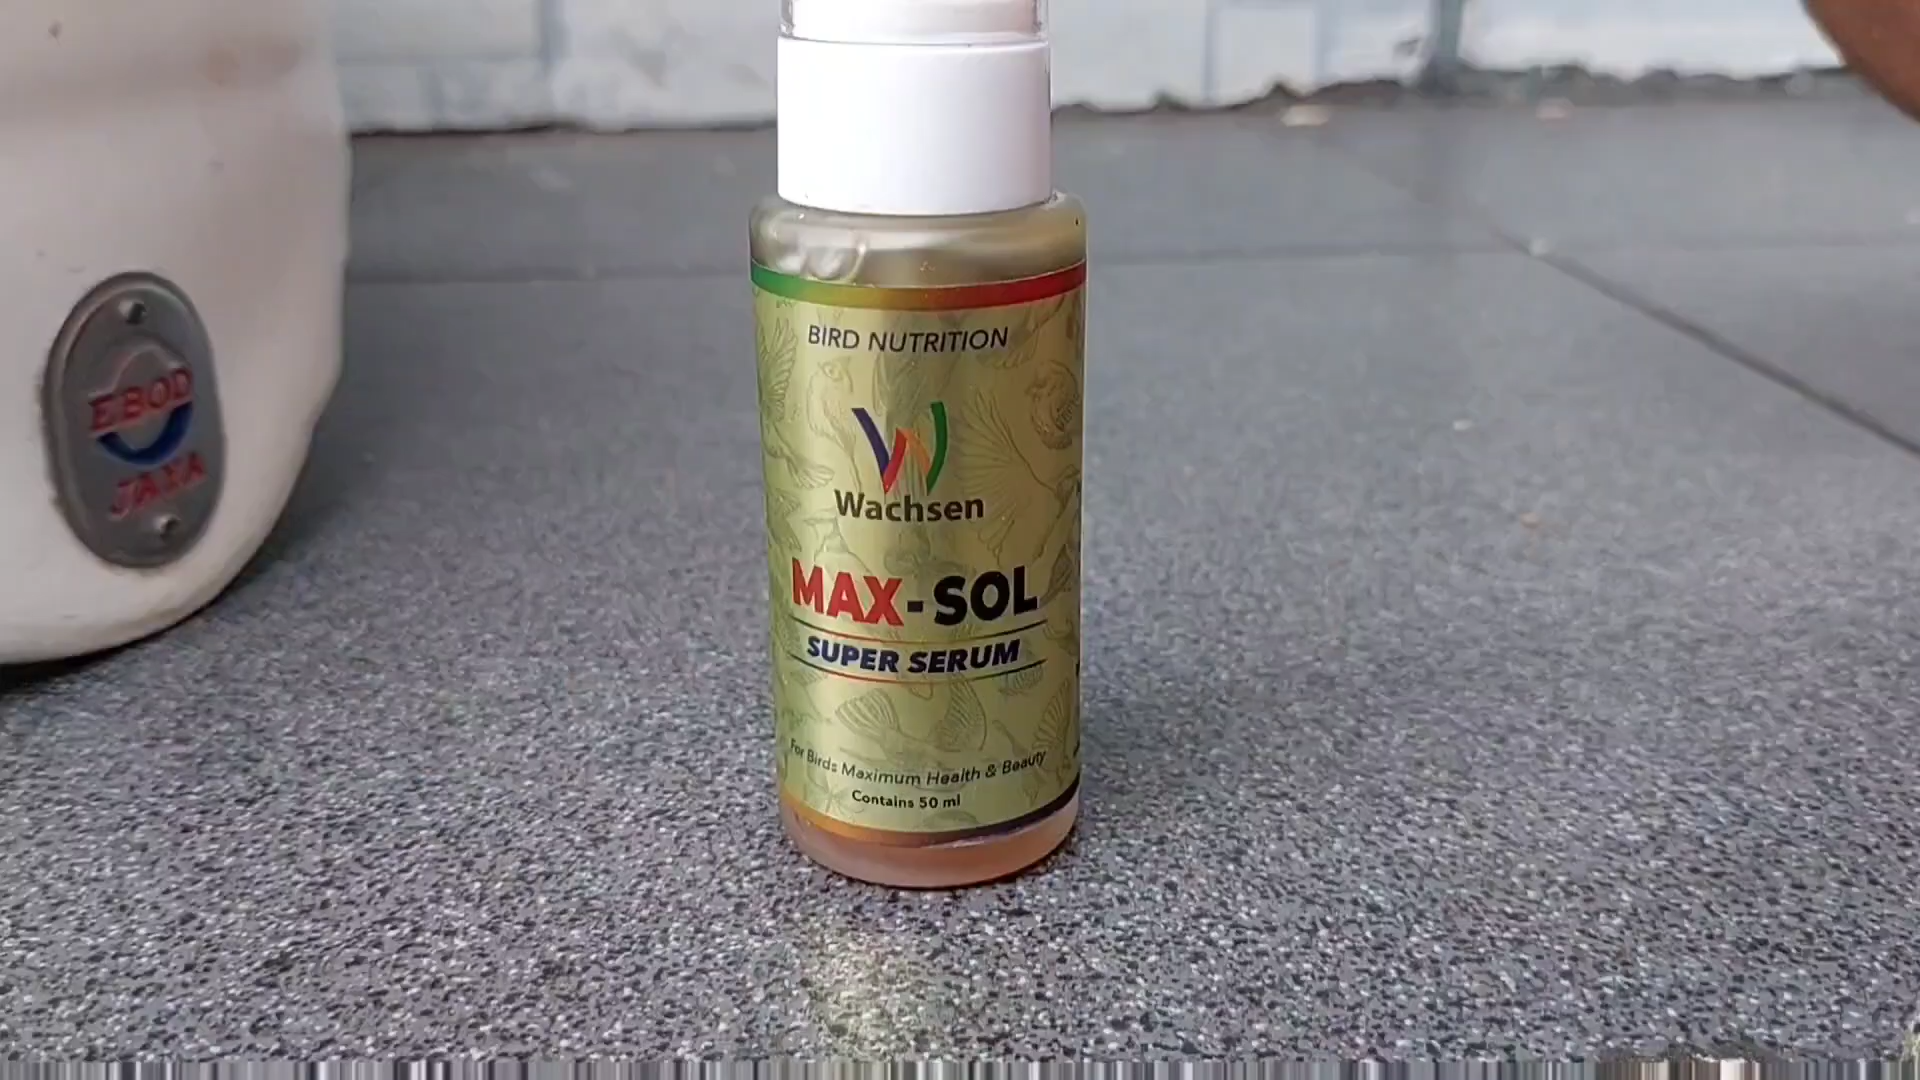 BIRD NUTRITION
Wachsen
MAX-SOL
SUPER SERUM
For Birds Maximum Health & Beauty
Contains 50 ml
EBOD
JAYA